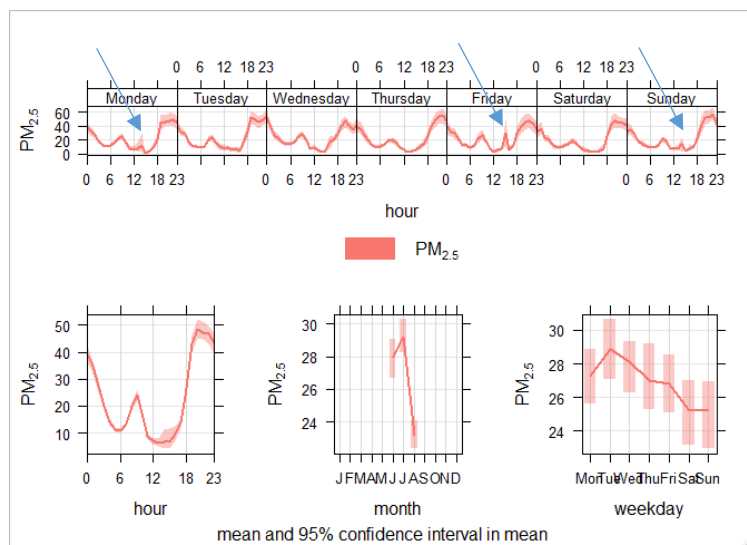 0 6 12 18 23 0 6 12 18 23 0 6 12 18 23
Monday Tuesday Wednesday Thursday Friday Saturday Sunday
PM2.5
60
40
20
0
0 6 12 18 23 0 6 12 18 23 0 6 12 18 23 0 6 12 18 23
hour
PM2.5
PM2.5
50
40
30
20
10
0 6 12 18 23
hour
PM2.5
30
28
26
24
J F M A M J J A S O N D
month
PM2.5
30
28
26
24
Mon Tue Wed Thu Fri Sat Sun
weekday
mean and 95% confidence interval in mean